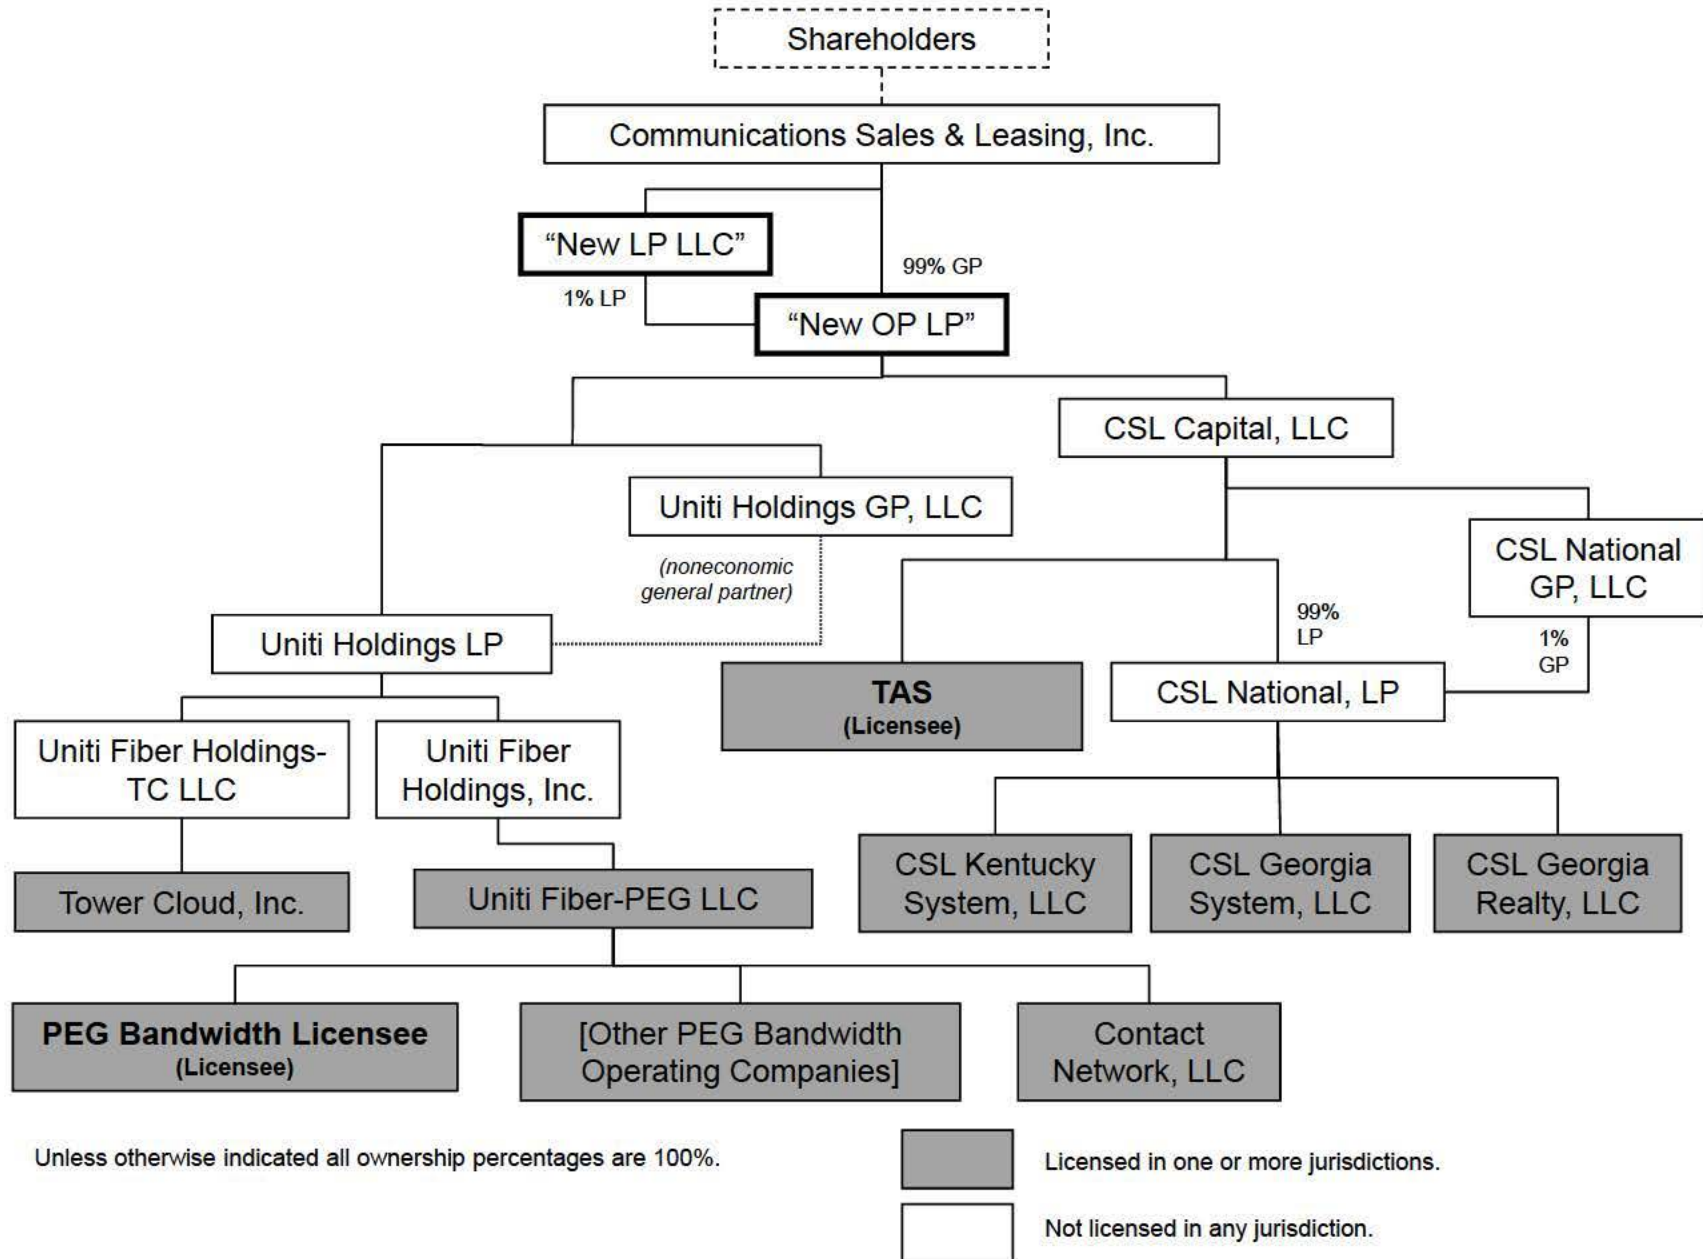 Shareholders
Communications Sales & Leasing, Inc.
“New LP LLC”
99% GP
1% LP
“New OP LP”
CSL Capital, LLC
Uniti Holdings GP, LLC
CSL National
GP, LLC
(noneconomic
general partner)
99%
LP
1%
GP
Uniti Holdings LP
TAS
(Licensee)
CSL National, LP
Uniti Fiber Holdings-
TC LLC
Uniti Fiber
Holdings, Inc.
CSL Kentucky
System, LLC
CSL Georgia
System, LLC
CSL Georgia
Realty, LLC
Tower Cloud, Inc.
Uniti Fiber-PEG LLC
PEG Bandwidth Licensee
(Licensee)
[Other PEG Bandwidth
Operating Companies]
Contact
Network, LLC
Unless otherwise indicated all ownership percentages are 100%.
Licensed in one or more jurisdictions.
Not licensed in any jurisdiction.